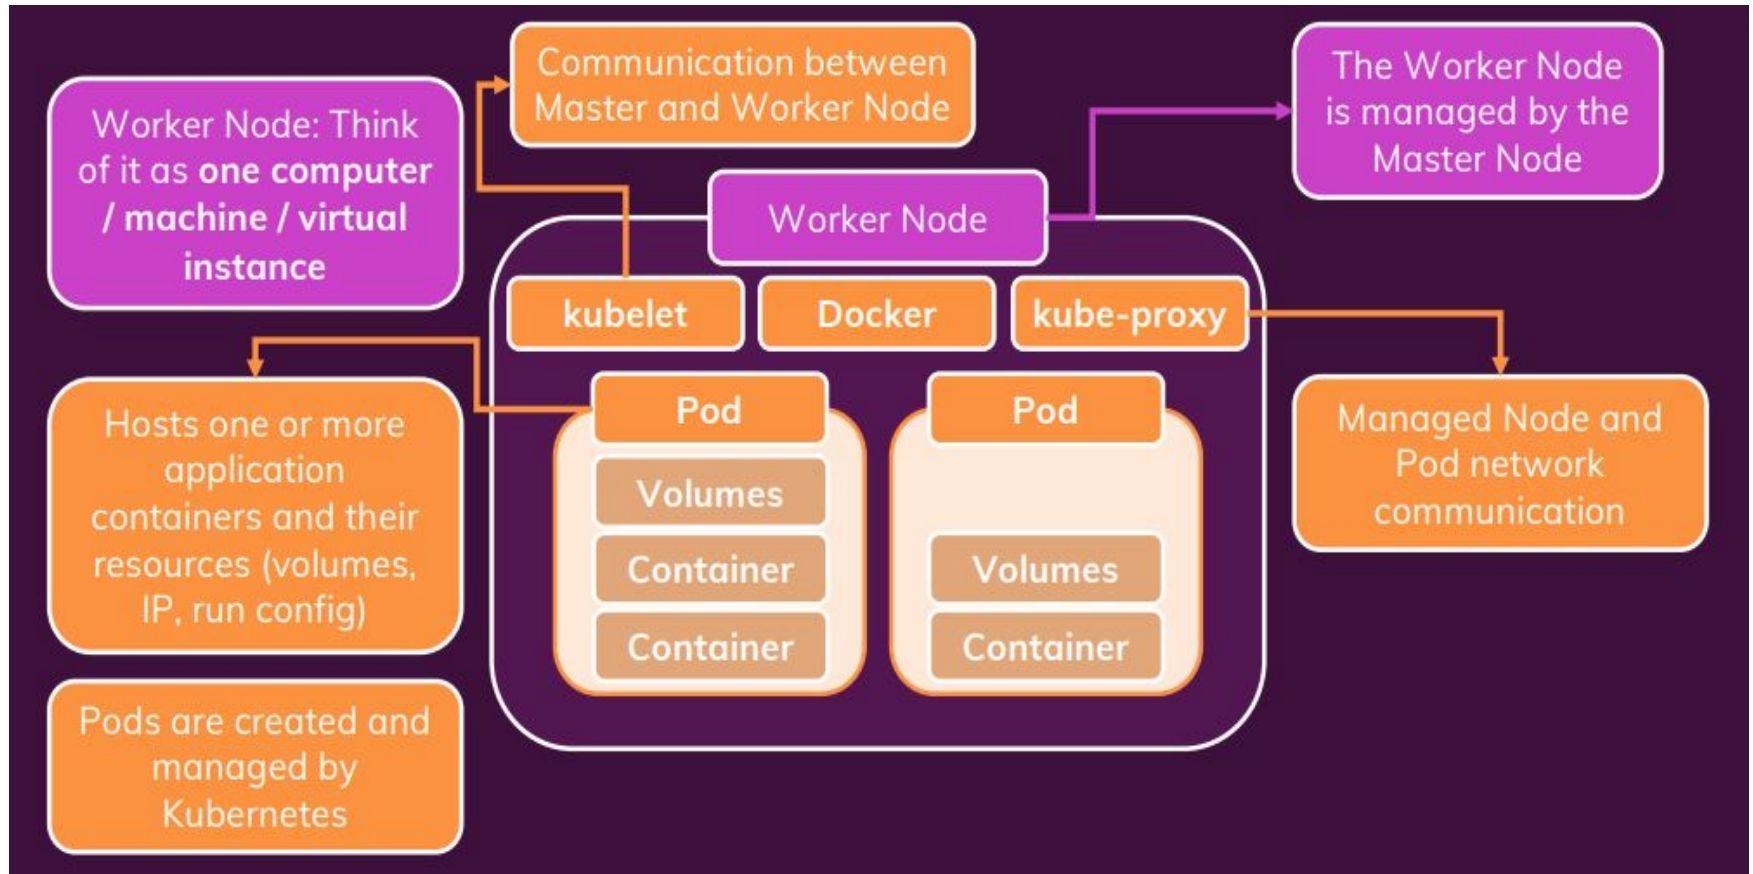 Communication between
Master and Worker Node
The Worker Node
is managed by the
Master Node
Worker Node: Think
of it as one computer
/ machine / virtual
instance
Worker Node
kubelet
Docker
kube-proxy
Hosts one or more
application
containers and their
resources (volumes,
IP, run config)
Pod
Volumes
Container
Container
Pod
Volumes
Container
Managed Node and
Pod network
communication
Pods are created and
managed by
Kubernetes